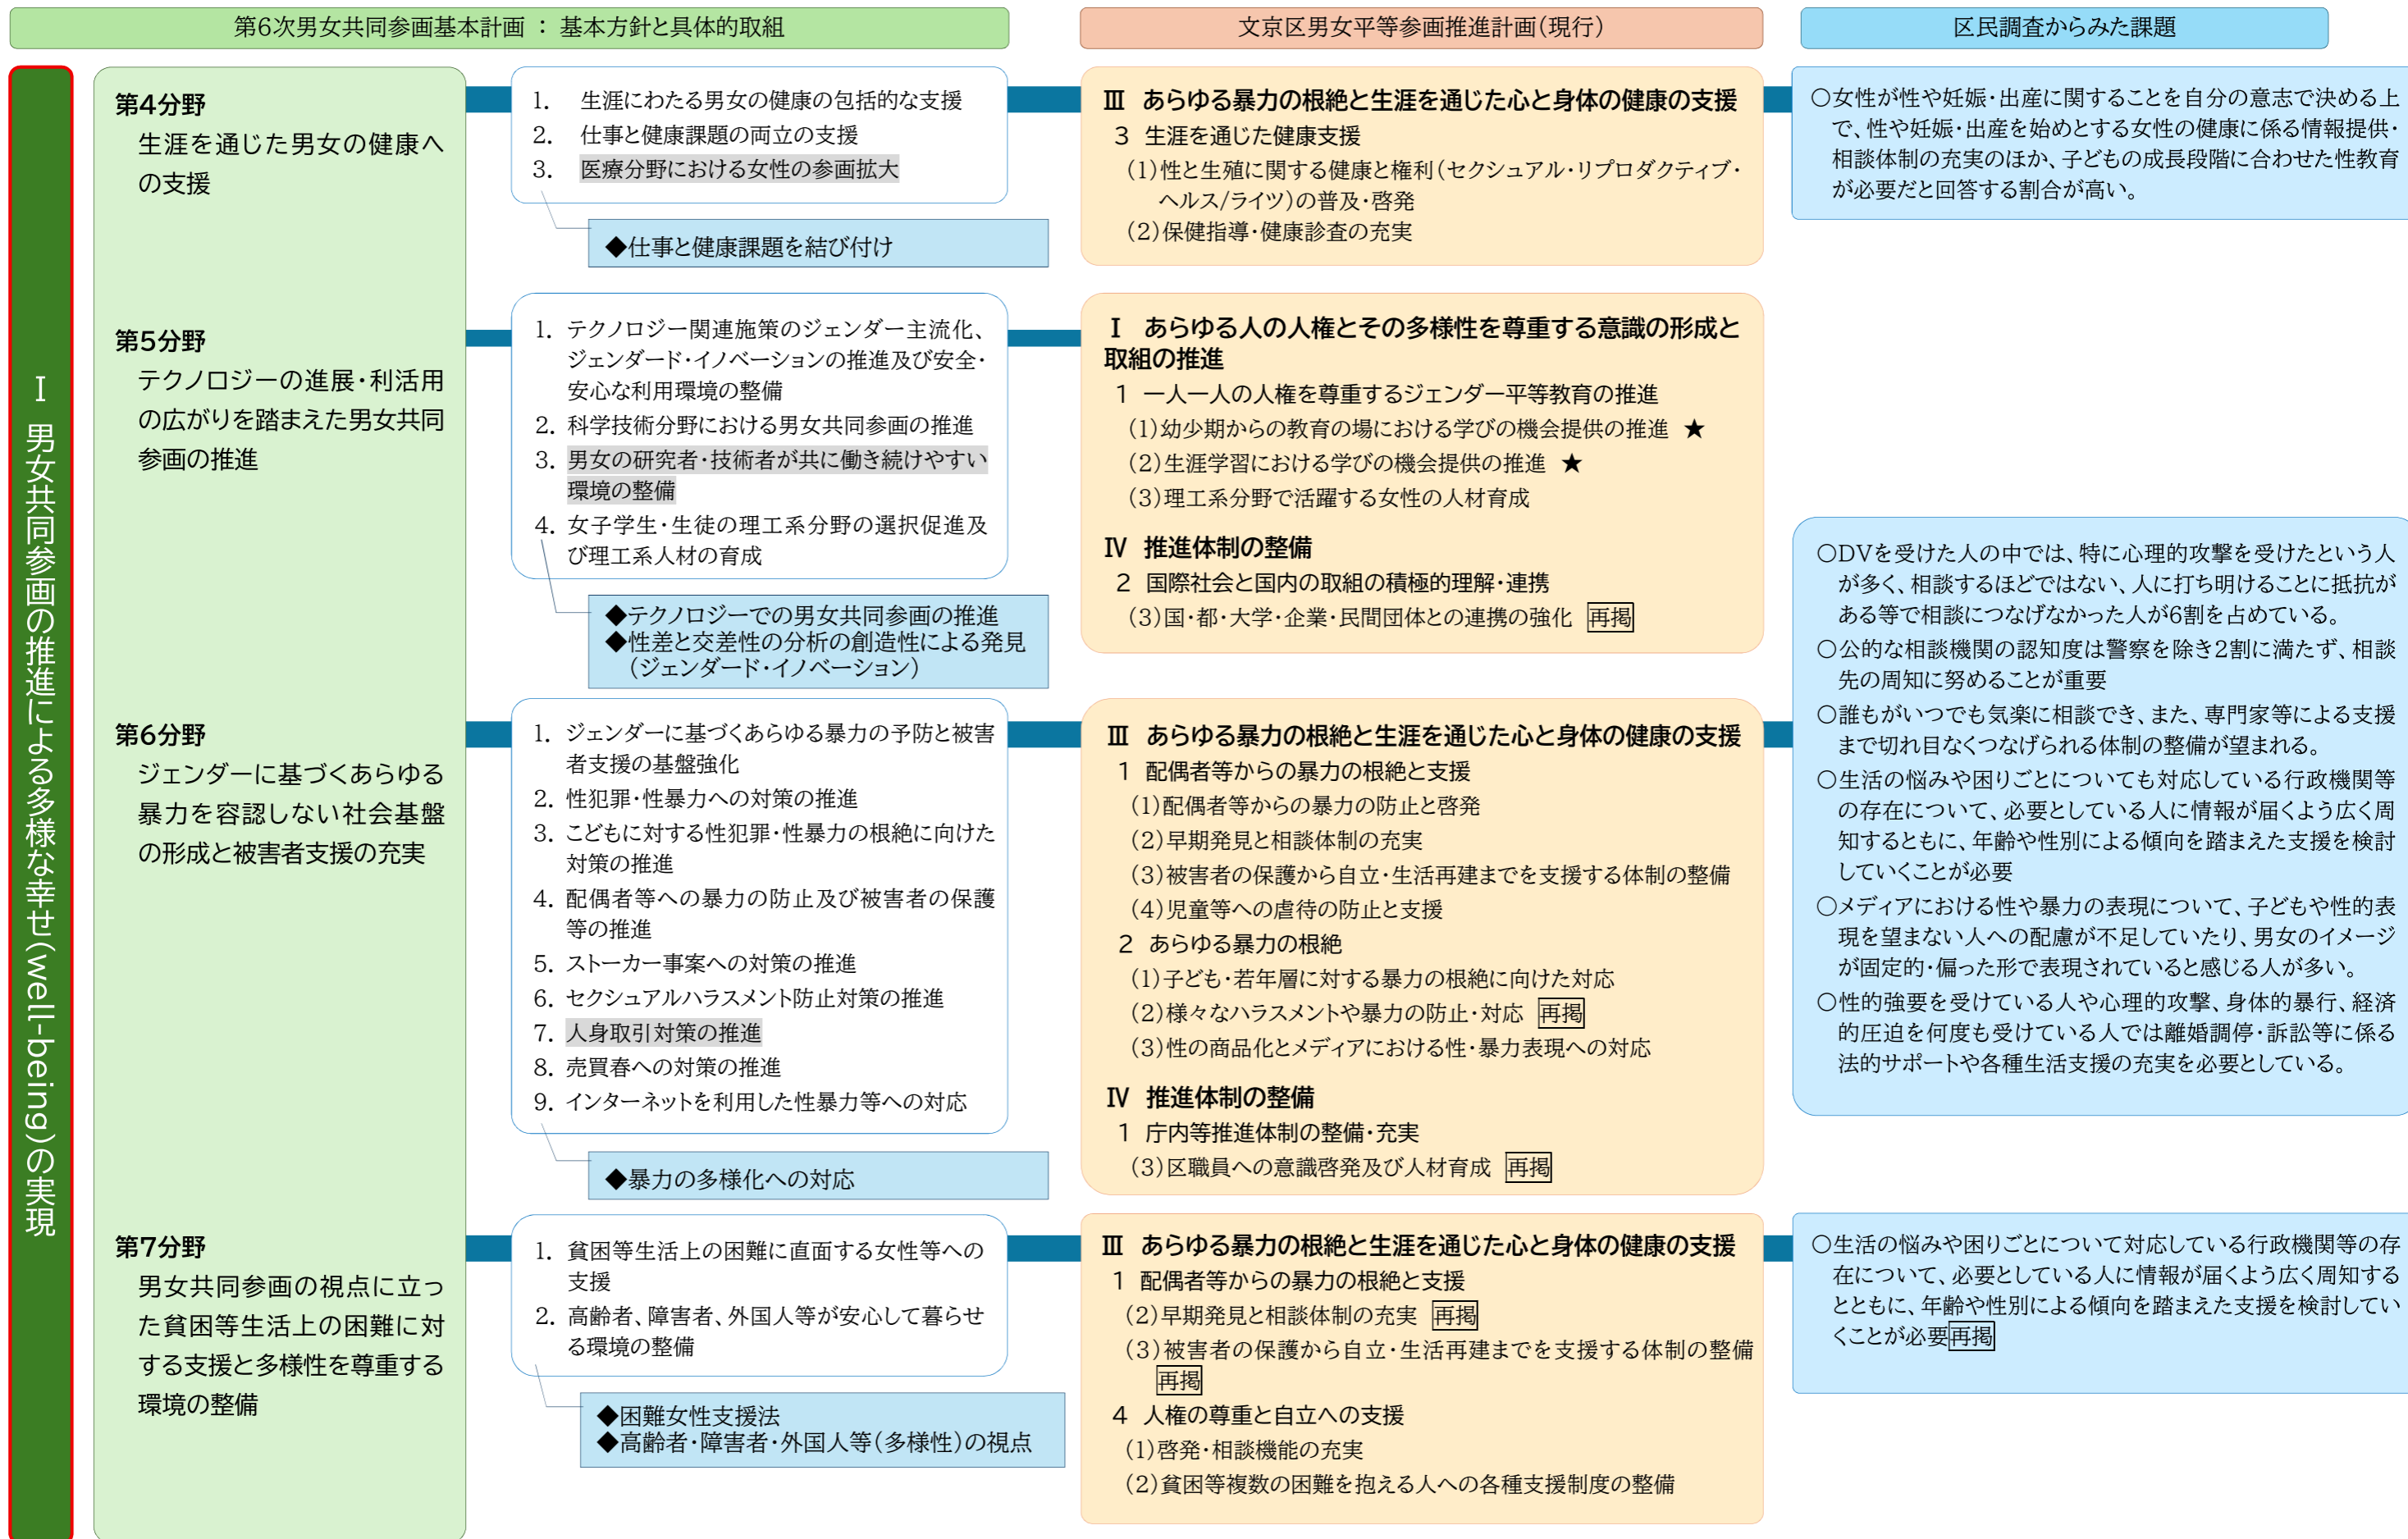 第6次男女共同参画基本計画 : 基本方針と具体的取組
文京区男女平等参画推進計画(現行)
区民調査からみた課題
Ⅰ 男女共同参画の推進による多様な幸せ(well-being)の実現
第4分野
生涯を通じた男女の健康へ
の支援
1. 生涯にわたる男女の健康の包括的な支援
2. 仕事と健康課題の両立の支援
3. 医療分野における女性の参画拡大
◆仕事と健康課題を結び付け
Ⅲ あらゆる暴力の根絶と生涯を通じた心と身体の健康の支援
3 生涯を通じた健康支援
(1)性と生殖に関する健康と権利(セクシュアル・リプロダクティブ・
ヘルス/ライツ)の普及・啓発
(2)保健指導・健康診査の充実
○女性が性や妊娠・出産に関することを自分の意志で決める上
で、性や妊娠・出産を始めとする女性の健康に係る情報提供・
相談体制の充実のほか、子どもの成長段階に合わせた性教育
が必要だと回答する割合が高い。
第5分野
テクノロジーの進展・利活用
の広がりを踏まえた男女共同
参画の推進
1. テクノロジー関連施策のジェンダー主流化、
ジェンダード・イノベーションの推進及び安全・
安心な利用環境の整備
2. 科学技術分野における男女共同参画の推進
3. 男女の研究者・技術者が共に働き続けやすい
環境の整備
4. 女子学生・生徒の理工系分野の選択促進及
び理工系人材の育成
◆テクノロジーでの男女共同参画の推進
◆性差と交差性の分析の創造性による発見
(ジェンダード・イノベーション)
Ⅰ あらゆる人の人権とその多様性を尊重する意識の形成と
取組の推進
1 一人一人の人権を尊重するジェンダー平等教育の推進
(1)幼少期からの教育の場における学びの機会提供の推進 ★
(2)生涯学習における学びの機会提供の推進 ★
(3)理工系分野で活躍する女性の人材育成
Ⅳ 推進体制の整備
2 国際社会と国内の取組の積極的理解・連携
(3)国・都・大学・企業・民間団体との連携の強化 再掲
第6分野
ジェンダーに基づくあらゆる
暴力を容認しない社会基盤
の形成と被害者支援の充実
1. ジェンダーに基づくあらゆる暴力の予防と被害
者支援の基盤強化
2. 性犯罪・性暴力への対策の推進
3. こどもに対する性犯罪・性暴力の根絶に向けた
対策の推進
4. 配偶者等への暴力の防止及び被害者の保護
等の推進
5. ストーカー事案への対策の推進
6. セクシュアルハラスメント防止対策の推進
7. 人身取引対策の推進
8. 売買春への対策の推進
9. インターネットを利用した性暴力等への対応
◆暴力の多様化への対応
Ⅲ あらゆる暴力の根絶と生涯を通じた心と身体の健康の支援
1 配偶者等からの暴力の根絶と支援
(1)配偶者等からの暴力の防止と啓発
(2)早期発見と相談体制の充実
(3)被害者の保護から自立・生活再建までを支援する体制の整備
(4)児童等への虐待の防止と支援
2 あらゆる暴力の根絶
(1)子ども・若年層に対する暴力の根絶に向けた対応
(2)様々なハラスメントや暴力の防止・対応 再掲
(3)性の商品化とメディアにおける性・暴力表現への対応
Ⅳ 推進体制の整備
1 庁内等推進体制の整備・充実
(3)区職員への意識啓発及び人材育成 再掲
○DVを受けた人の中では、特に心理的攻撃を受けたという人
が多く、相談するほどではない、人に打ち明けることに抵抗が
ある等で相談につなげなかった人が6割を占めている。
○公的な相談機関の認知度は警察を除き2割に満たず、相談
先の周知に努めることが重要
○誰もがいつでも気楽に相談でき、また、専門家等による支援
まで切れ目なくつなげられる体制の整備が望まれる。
○生活の悩みや困りごとについても対応している行政機関等
の存在について、必要としている人に情報が届くよう広く周
知するともに、年齢や性別による傾向を踏まえた支援を検討
していくことが必要
○メディアにおける性や暴力の表現について、子どもや性的表
現を望まない人への配慮が不足していたり、男女のイメージ
が固定的・偏った形で表現されていると感じる人が多い。
○性的強要を受けている人や心理的攻撃、身体的暴行、経済
的圧迫を何度も受けている人では離婚調停・訴訟等に係る
法的サポートや各種生活支援の充実を必要としている。
第7分野
男女共同参画の視点に立っ
た貧困等生活上の困難に対
する支援と多様性を尊重する
環境の整備
1. 貧困等生活上の困難に直面する女性等への
支援
2. 高齢者、障害者、外国人等が安心して暮らせ
る環境の整備
◆困難女性支援法
◆高齢者・障害者・外国人等(多様性)の視点
Ⅲ あらゆる暴力の根絶と生涯を通じた心と身体の健康の支援
1 配偶者等からの暴力の根絶と支援
(2)早期発見と相談体制の充実 再掲
(3)被害者の保護から自立・生活再建までを支援する体制の整備
再掲
4 人権の尊重と自立への支援
(1)啓発・相談機能の充実
(2)貧困等複数の困難を抱える人への各種支援制度の整備
○生活の悩みや困りごとについて対応している行政機関等の存
在について、必要としている人に情報が届くよう広く周知する
とともに、年齢や性別による傾向を踏まえた支援を検討してい
くことが必要再掲